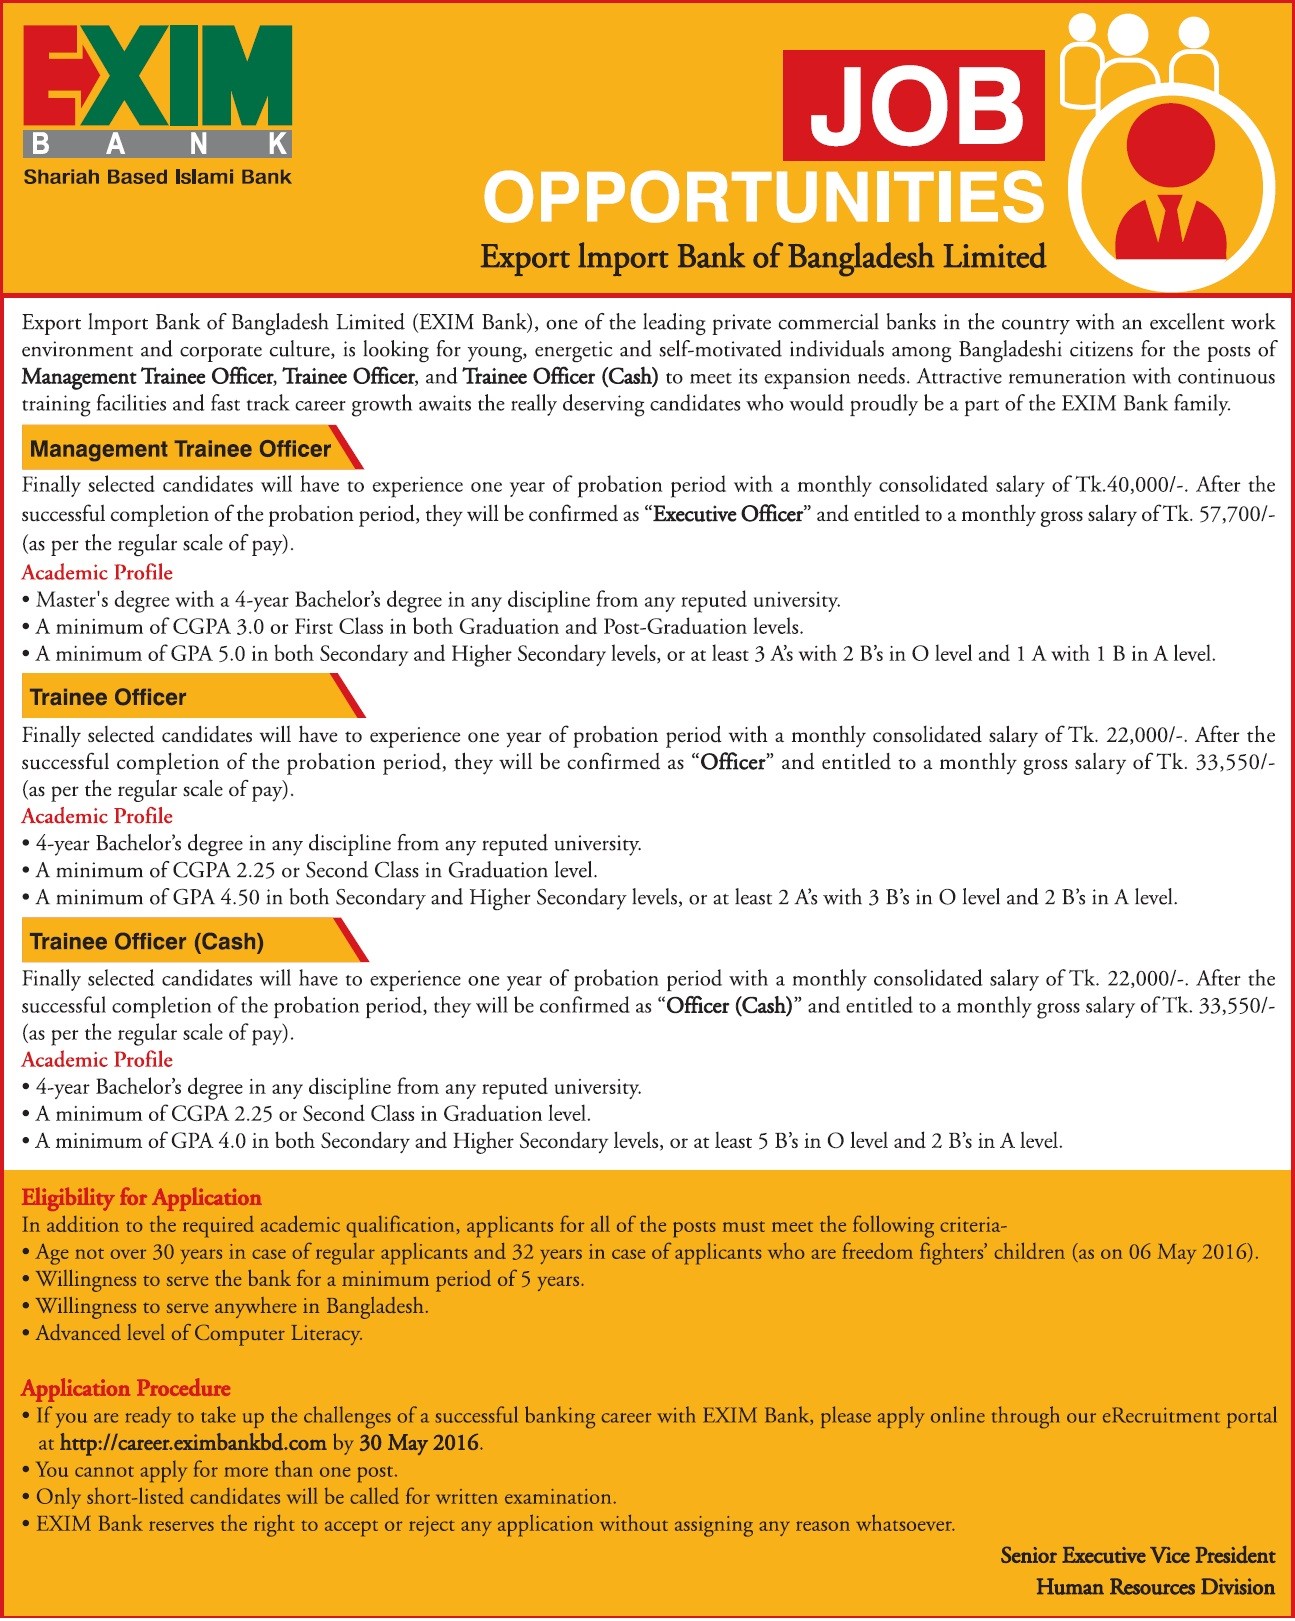 EXIM
BANK
Shariah Based Islami Bank
JOB
OPPORTUNITIES
Export Import Bank of Bangladesh Limited
Export Import Bank of Bangladesh Limited (EXIM Bank), one of the leading private commercial banks in the country with an excellent work
environment and corporate culture, is looking for young, energetic and self-motivated individuals among Bangladeshi citizens for the posts of
Management Trainee Officer, Trainee Officer, and Trainee Officer (Cash) to meet its expansion needs. Attractive remuneration with continuous
training facilities and fast track career growth awaits the really deserving candidates who would proudly be a part of the EXIM Bank family.
Management Trainee Officer
Finally selected candidates will have to experience one year of probation period with a monthly consolidated salary of Tk.40,000/-. After the
successful completion of the probation period, they will be confirmed as “Executive Officer” and entitled to a monthly gross salary of Tk. 57,700/-
(as per the regular scale of pay).
Academic Profile
• Master's degree with a 4-year Bachelor’s degree in any discipline from any reputed university.
• A minimum of CGPA 3.0 or First Class in both Graduation and Post-Graduation levels.
• A minimum of GPA 5.0 in both Secondary and Higher Secondary levels, or at least 3 A’s with 2 B’s in O level and 1 A with 1 B in A level.
Trainee Officer
Finally selected candidates will have to experience one year of probation period with a monthly consolidated salary of Tk. 22,000/-. After the
successful completion of the probation period, they will be confirmed as “Officer” and entitled to a monthly gross salary of Tk. 33,550/-
(as per the regular scale of pay).
Academic Profile
• 4-year Bachelor’s degree in any discipline from any reputed university.
• A minimum of CGPA 2.25 or Second Class in Graduation level.
• A minimum of GPA 4.50 in both Secondary and Higher Secondary levels, or at least 2 A’s with 3 B’s in O level and 2 B’s in A level.
Trainee Officer (Cash)
Finally selected candidates will have to experience one year of probation period with a monthly consolidated salary of Tk. 22,000/-. After the
successful completion of the probation period, they will be confirmed as “Officer (Cash)” and entitled to a monthly gross salary of Tk. 33,550/-
(as per the regular scale of pay).
Academic Profile
• 4-year Bachelor’s degree in any discipline from any reputed university.
• A minimum of CGPA 2.25 or Second Class in Graduation level.
• A minimum of GPA 4.0 in both Secondary and Higher Secondary levels, or at least 5 B’s in O level and 2 B’s in A level.
Eligibility for Application
In addition to the required academic qualification, applicants for all of the posts must meet the following criteria-
• Age not over 30 years in case of regular applicants and 32 years in case of applicants who are freedom fighters’ children (as on 06 May 2016).
• Willingness to serve the bank for a minimum period of 5 years.
• Willingness to serve anywhere in Bangladesh.
• Advanced level of Computer Literacy.
Application Procedure
• If you are ready to take up the challenges of a successful banking career with EXIM Bank, please apply online through our eRecruitment portal
at http://career.eximbankbd.com by 30 May 2016.
• You cannot apply for more than one post.
• Only short-listed candidates will be called for written examination.
• EXIM Bank reserves the right to accept or reject any application without assigning any reason whatsoever.
Senior Executive Vice President
Human Resources Division